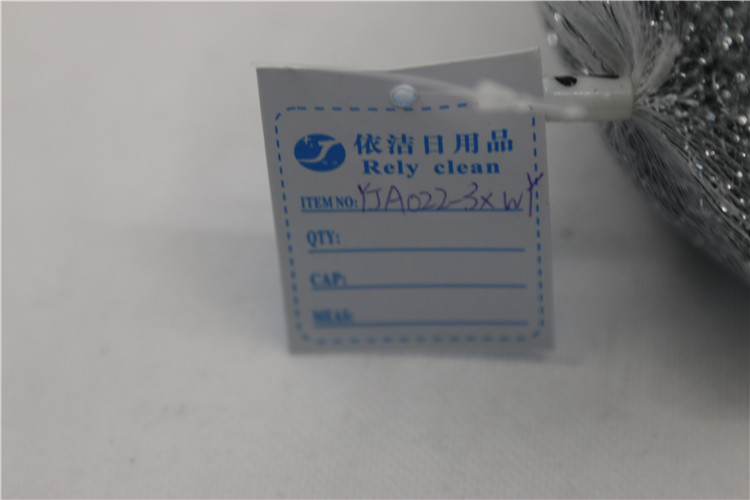 依洁日用品
Rely clean
ITEM NO: YJA022-3XWY
QTY:
CAP:
MEAS: